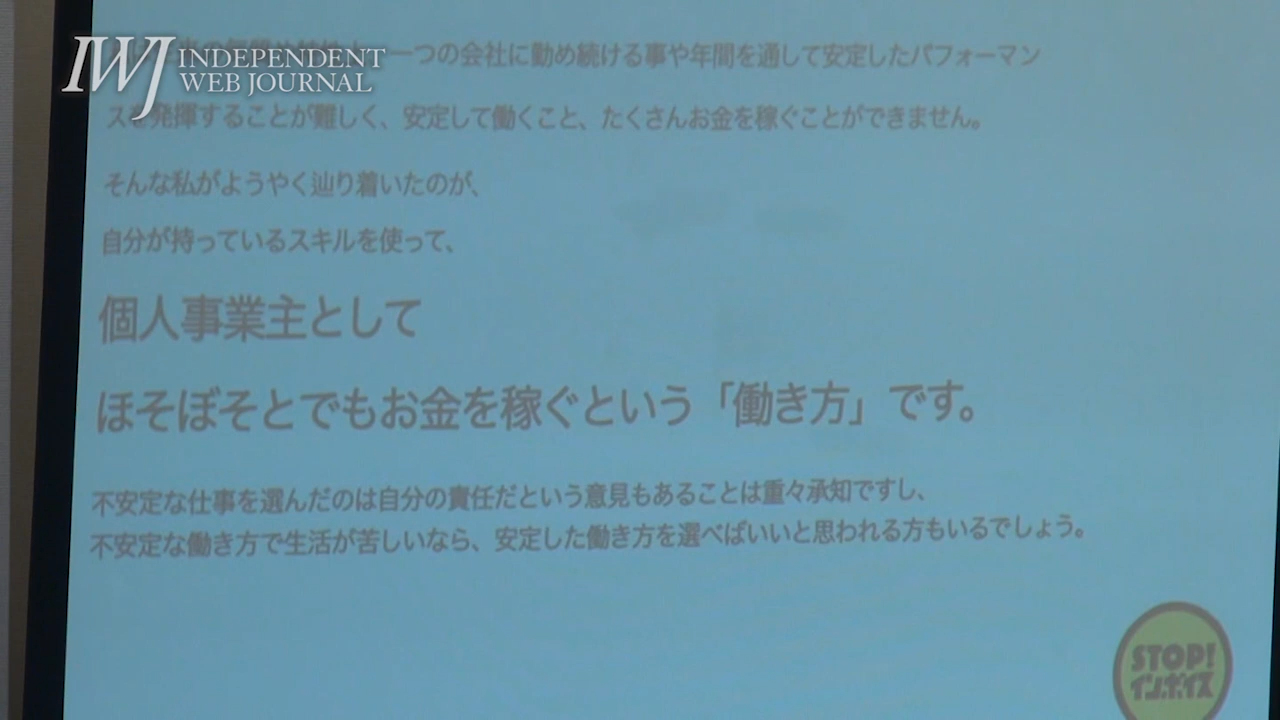 IWJ INDEPENDENT
WEB JOURNAL
一つの会社に勤め続ける事や年間を通して安定したパフォーマン
スを発揮することが難しく、安定して働くこと、たくさんお金を稼ぐことができません。
そんな私がようやく辿り着いたのが、
自分が持っているスキルを使って、
個人事業主として
ほそぼそとでもお金を稼ぐという「働き方」です。
不安定な仕事を選んだのは自分の責任だという意見もあることは重々承知ですし、
不安定な働き方で生活が苦しいなら、安定した働き方を選べばいいと思われる方もいるでしょう。
STOP!
インボイス